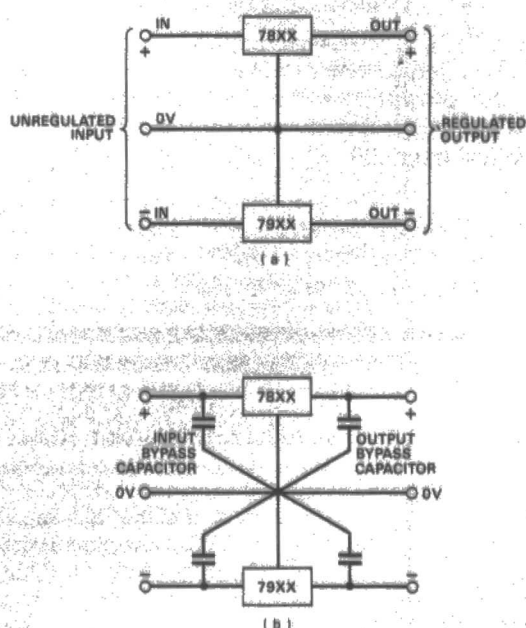 IN
78XX
OUT
+
+
UNREGULATED
INPUT
0V
REGULATED
OUTPUT
– IN
79XX
OUT –
( a )
78XX
+
+
INPUT
BYPASS
CAPACITOR
OUTPUT
BYPASS
CAPACITOR
0V
0V
–
79XX
–
( b )